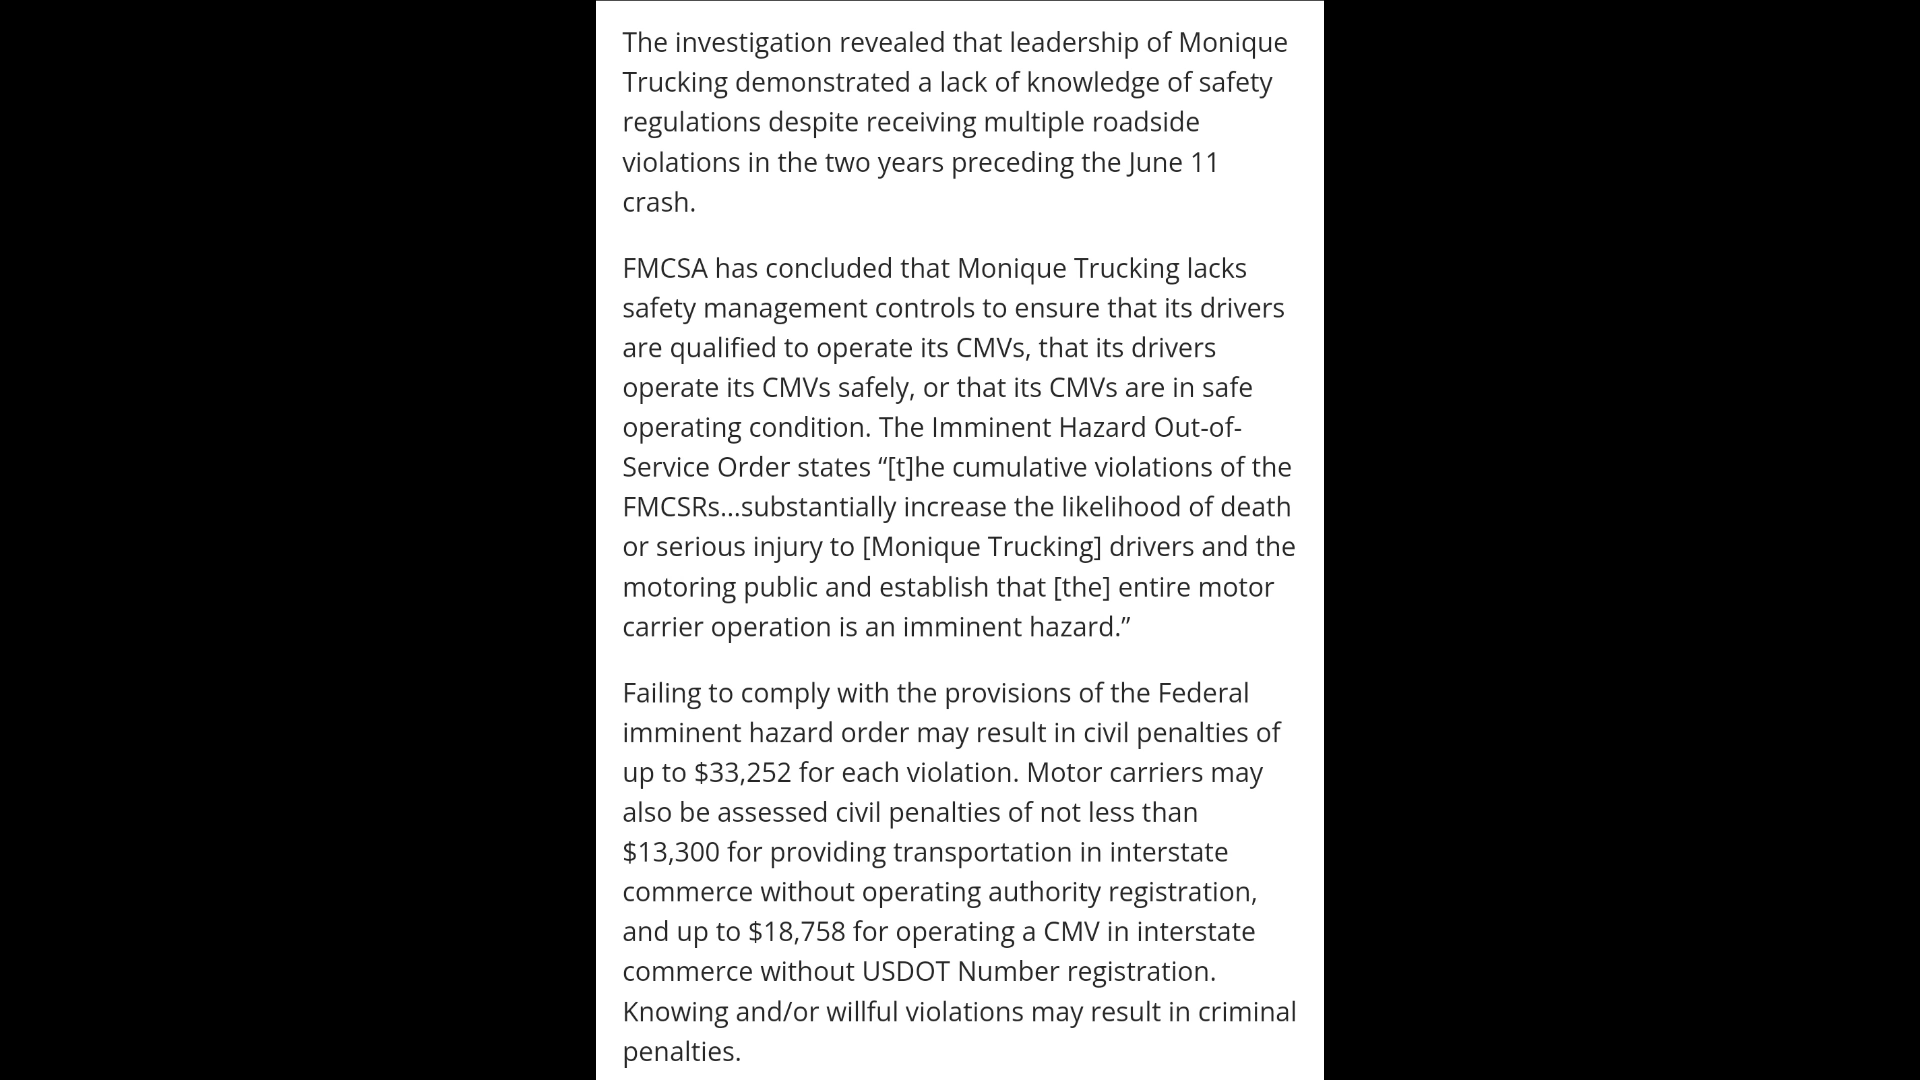 The investigation revealed that leadership of Monique
Trucking demonstrated a lack of knowledge of safety
regulations despite receiving multiple roadside
violations in the two years preceding the June 11
crash.
FMCSA has concluded that Monique Trucking lacks
safety management controls to ensure that its drivers
are qualified to operate its CMVs, that its drivers
operate its CMVs safely, or that its CMVs are in safe
operating condition. The Imminent Hazard Out-of-
Service Order states “[t]he cumulative violations of the
FMCSRs...substantially increase the likelihood of death
or serious injury to [Monique Trucking] drivers and the
motoring public and establish that [the] entire motor
carrier operation is an imminent hazard.”
Failing to comply with the provisions of the Federal
imminent hazard order may result in civil penalties of
up to $33,252 for each violation. Motor carriers may
also be assessed civil penalties of not less than
$13,300 for providing transportation in interstate
commerce without operating authority registration,
and up to $18,758 for operating a CMV in interstate
commerce without USDOT Number registration.
Knowing and/or willful violations may result in criminal
penalties.